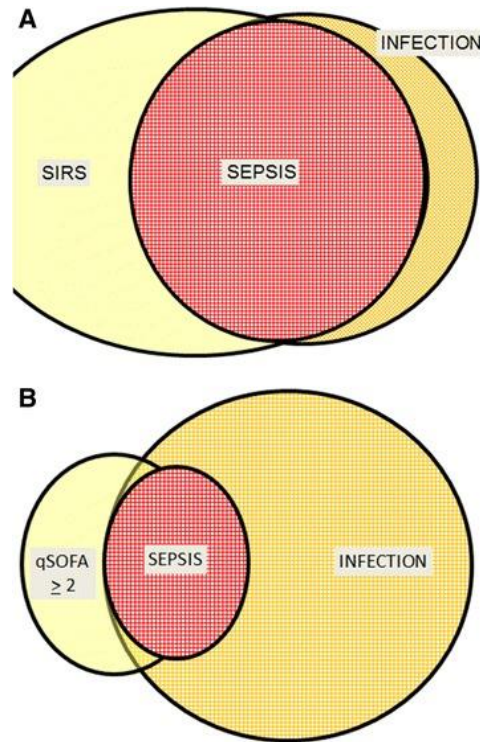 A
INFECTION
SIRS
SEPSIS
B
qSOFA
≥ 2
SEPSIS
INFECTION